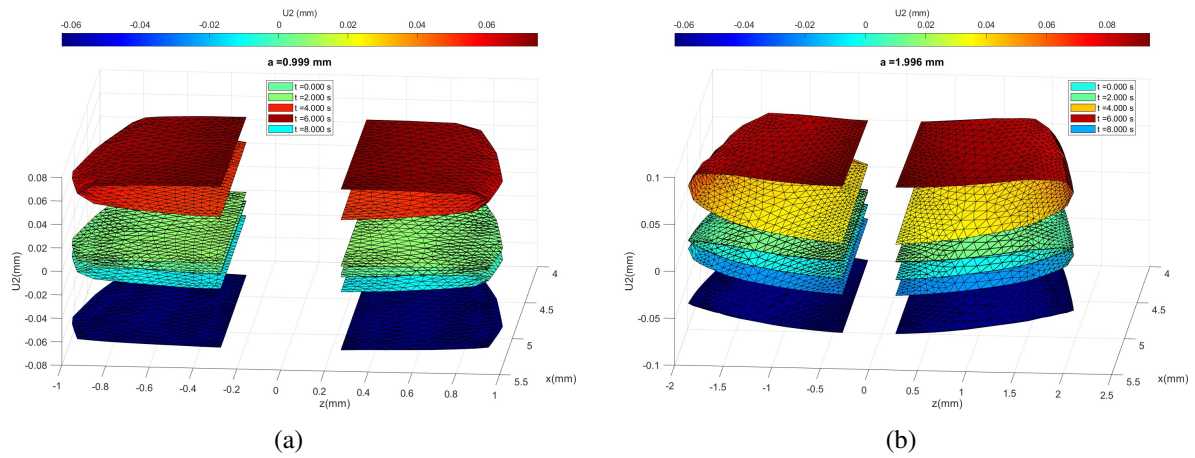 U2 (mm)
-0.06 -0.04 -0.02 0 0.02 0.04 0.06
a =0.999 mm
t =0.000 s
t =2.000 s
t =4.000 s
t =6.000 s
t =8.000 s
0.08
0.06
0.04
0.02
0
-0.02
-0.04
-0.06
-0.08
U2(mm)
-1 -0.8 -0.6 -0.4 -0.2 0 0.2 0.4 0.6 0.8 1
z(mm)
4
4.5
5
5.5
x(mm)
(a)
U2 (mm)
-0.06 -0.04 -0.02 0 0.02 0.04 0.06 0.08
a =1.996 mm
t =0.000 s
t =2.000 s
t =4.000 s
t =6.000 s
t =8.000 s
0.1
0.05
0
-0.05
-0.1
U2(mm)
-2 -1.5 -1 -0.5 0 0.5 1 1.5 2 2.5
z(mm)
4
4.5
5
5.5
x(mm)
(b)